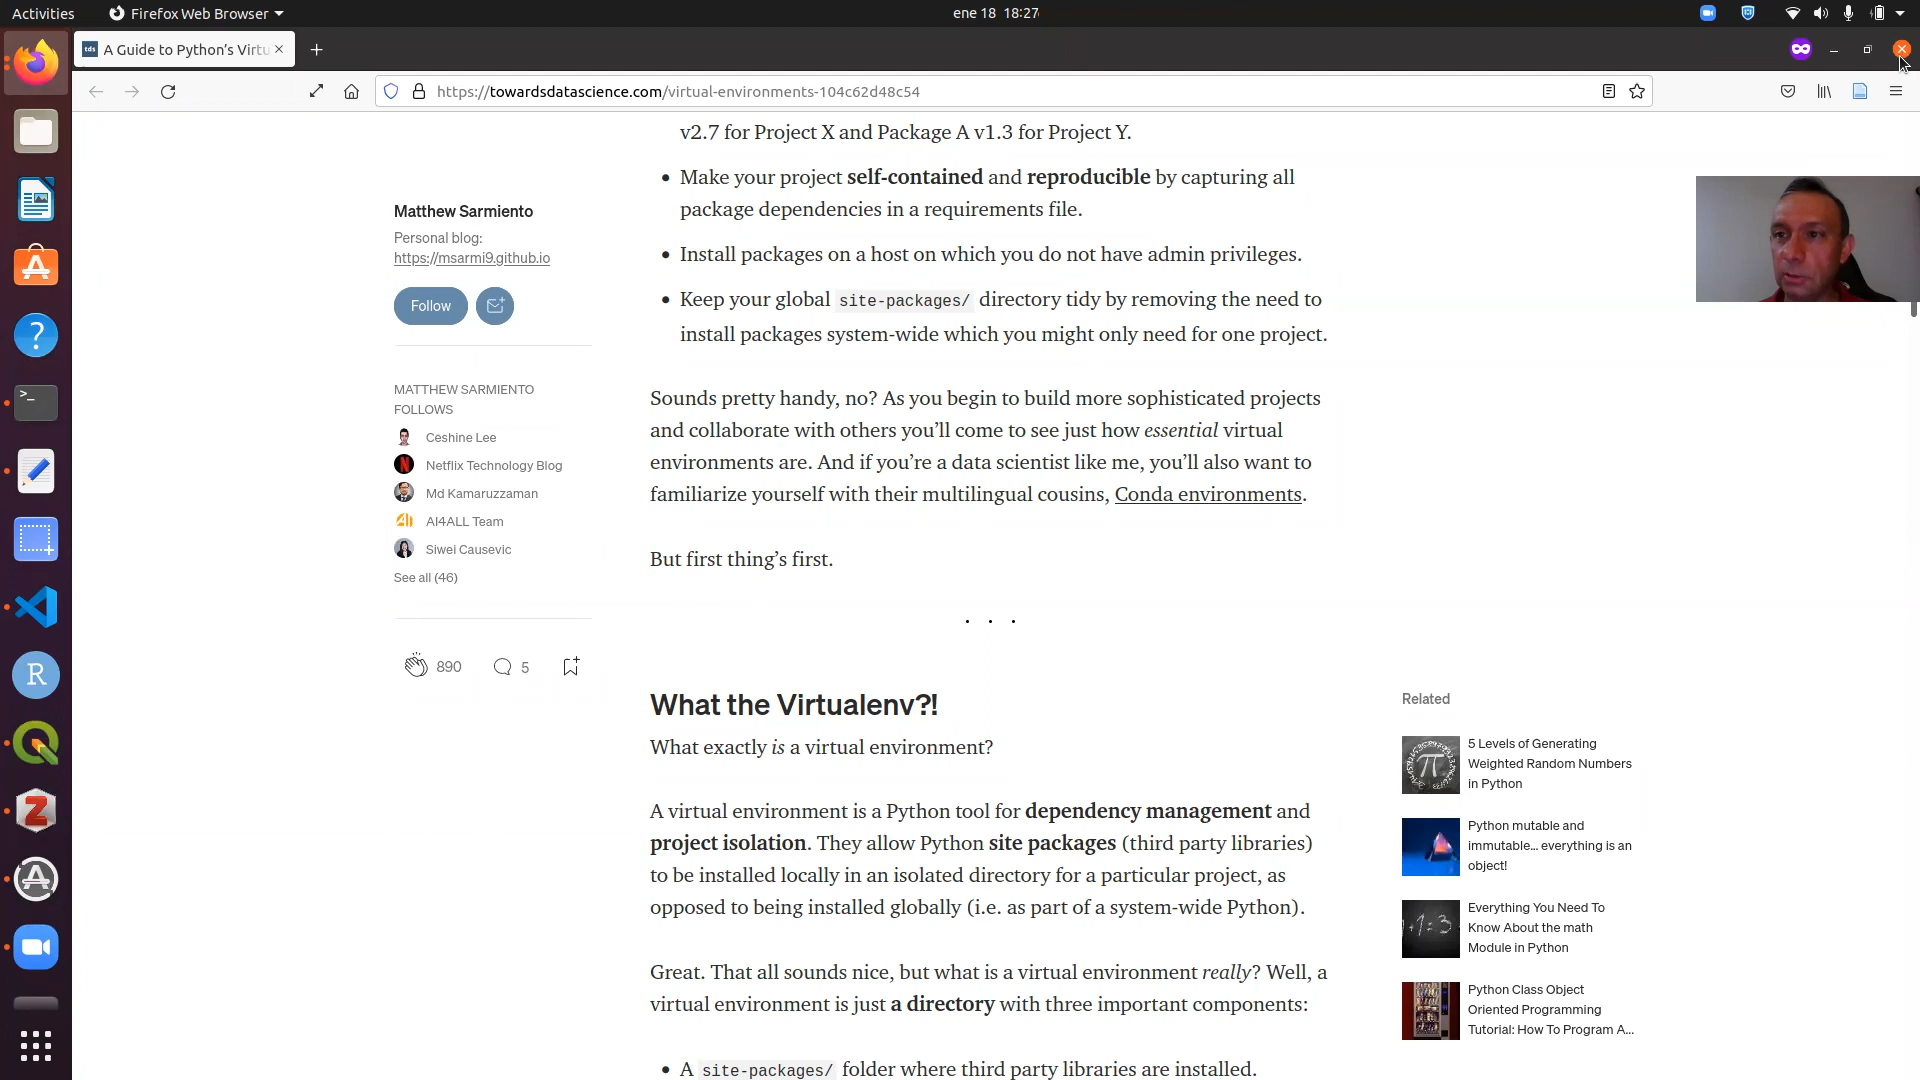 Activities
Firefox Web Browser
ene 18 18:27
tds A Guide to Python's Virtu
https://towardsdatascience.com/virtual-environments-104c62d48c54
v2.7 for Project X and Package A v1.3 for Project Y.
Make your project self-contained and reproducible by capturing all
package dependencies in a requirements file.
Install packages on a host on which you do not have admin privileges.
Keep your global site-packages/ directory tidy by removing the need to
install packages system-wide which you might only need for one project.
Matthew Sarmiento
Personal blog:
https://msarmi9.github.io
Follow
MATTHEW SARMIENTO
FOLLOWS
Ceshine Lee
Netflix Technology Blog
Md Kamaruzzaman
AI4ALL Team
Siwei Causevic
See all (46)
890
5
Sounds pretty handy, no? As you begin to build more sophisticated projects
and collaborate with others you’ll come to see just how essential virtual
environments are. And if you’re a data scientist like me, you’ll also want to
familiarize yourself with their multilingual cousins, Conda environments.
But first thing’s first.
. . .
What the Virtualenv?!
What exactly is a virtual environment?
A virtual environment is a Python tool for dependency management and
project isolation. They allow Python site packages (third party libraries)
to be installed locally in an isolated directory for a particular project, as
opposed to being installed globally (i.e. as part of a system-wide Python).
Great. That all sounds nice, but what is a virtual environment really? Well, a
virtual environment is just a directory with three important components:
A site-packages/ folder where third party libraries are installed.
Related
5 Levels of Generating
Weighted Random Numbers
in Python
Python mutable and
immutable… everything is an
object!
Everything You Need To
Know About the math
Module in Python
Python Class Object
Oriented Programming
Tutorial: How To Program A…